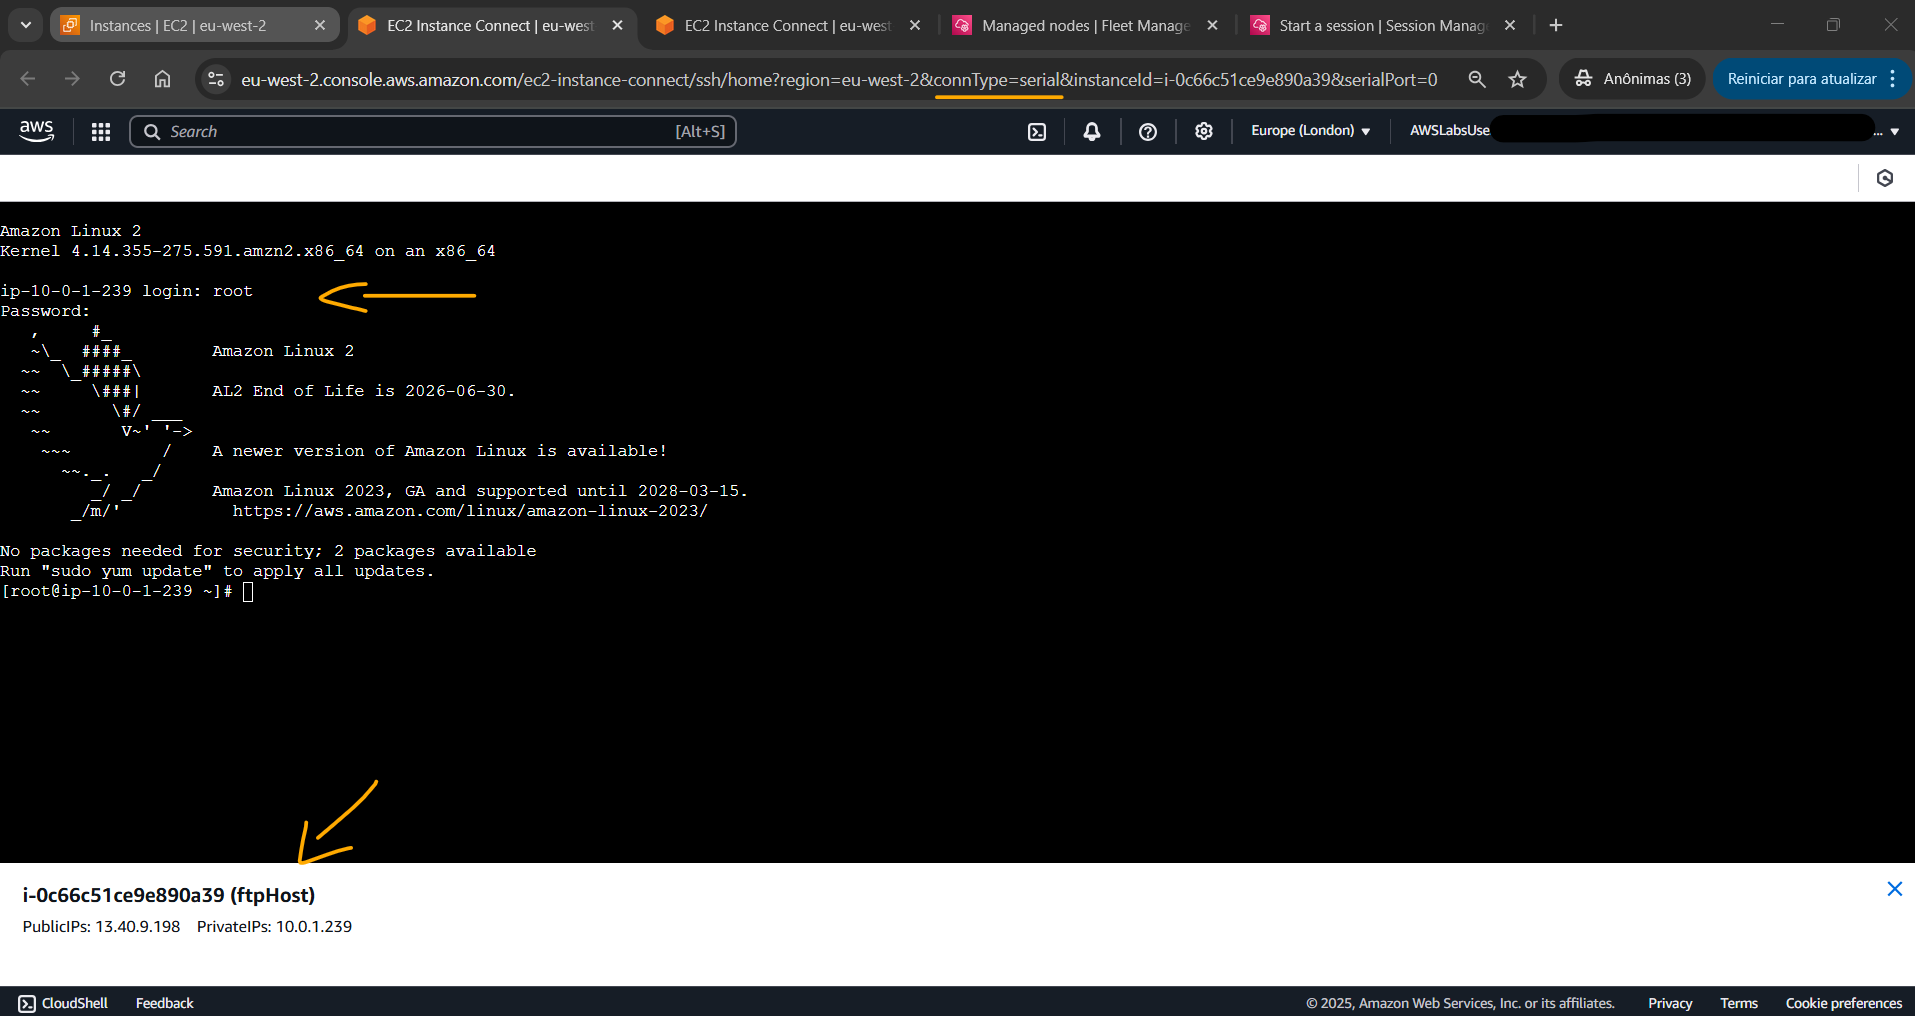 Instances | EC2 | eu-west-2
EC2 Instance Connect | eu-west
EC2 Instance Connect | eu-west
Managed nodes | Fleet Manage
Start a session | Session Manag
eu-west-2.console.aws.amazon.com/ec2-instance-connect/ssh/home?region=eu-west-2&connType=serial&instanceId=i-0c66c51ce9e890a39&serialPort=0
Anônimas (3)
Reiniciar para atualizar
aws
Search
[Alt+S]
Europe (London)
AWSLabsUse
...
Amazon Linux 2
Kernel 4.14.355-275.591.amzn2.x86_64 on an x86_64
ip-10-0-1-239 login: root
Password:
   ,     #_
   ~\_  ####_        Amazon Linux 2
  ~~  \_#####\
  ~~     \###|       AL2 End of Life is 2026-06-30.
  ~~       \#/ ___
   ~~       V~' '->
    ~~~         /    A newer version of Amazon Linux is available!
      ~~._.   _/
         _/ _/       Amazon Linux 2023, GA and supported until 2028-03-15.
       _/m/'           https://aws.amazon.com/linux/amazon-linux-2023/
No packages needed for security; 2 packages available
Run "sudo yum update" to apply all updates.
[root@ip-10-0-1-239 ~]#
i-0c66c51ce9e890a39 (ftpHost)
PublicIPs: 13.40.9.198 PrivateIPs: 10.0.1.239
CloudShell
Feedback
© 2025, Amazon Web Services, Inc. or its affiliates.
Privacy
Terms
Cookie preferences